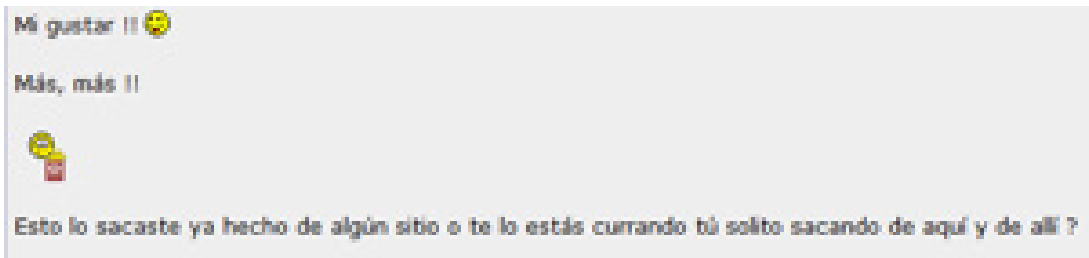 Mi gustar !!
Más, más !!
Esto lo sacaste ya hecho de algún sitio o te lo estás currando tú solito sacando de aquí y de allí ?